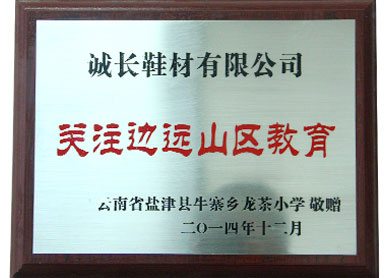 诚长鞋材有限公司
关注边远山区教育
云南省盐津县牛寨乡龙茶小学 敬赠
二〇一四年十二月